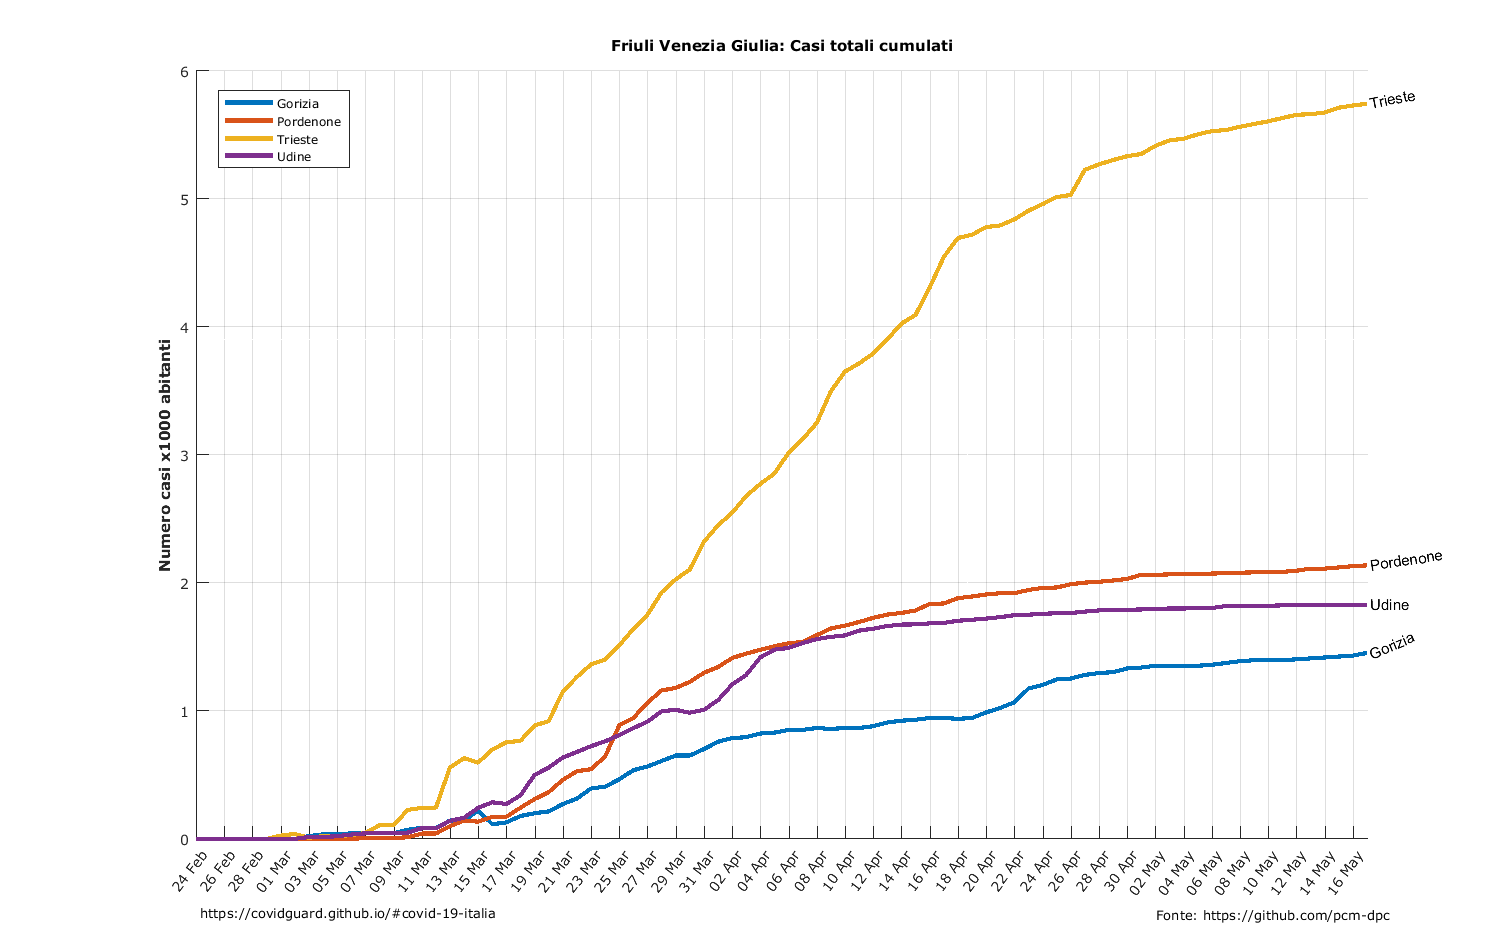 Friuli Venezia Giulia: Casi totali cumulati
Numero casi x1000 abitanti
6
5
4
3
2
1
0
Gorizia
Pordenone
Trieste
Udine
Trieste
Pordenone
Udine
Gorizia
24 Feb
26 Feb
28 Feb
01 Mar
03 Mar
05 Mar
07 Mar
09 Mar
11 Mar
13 Mar
15 Mar
17 Mar
19 Mar
21 Mar
23 Mar
25 Mar
27 Mar
29 Mar
31 Mar
02 Apr
04 Apr
06 Apr
08 Apr
10 Apr
12 Apr
14 Apr
16 Apr
18 Apr
20 Apr
22 Apr
24 Apr
26 Apr
28 Apr
30 Apr
02 May
04 May
06 May
08 May
10 May
12 May
14 May
16 May
https://covidguard.github.io/#covid-19-italia
Fonte: https://github.com/pcm-dpc